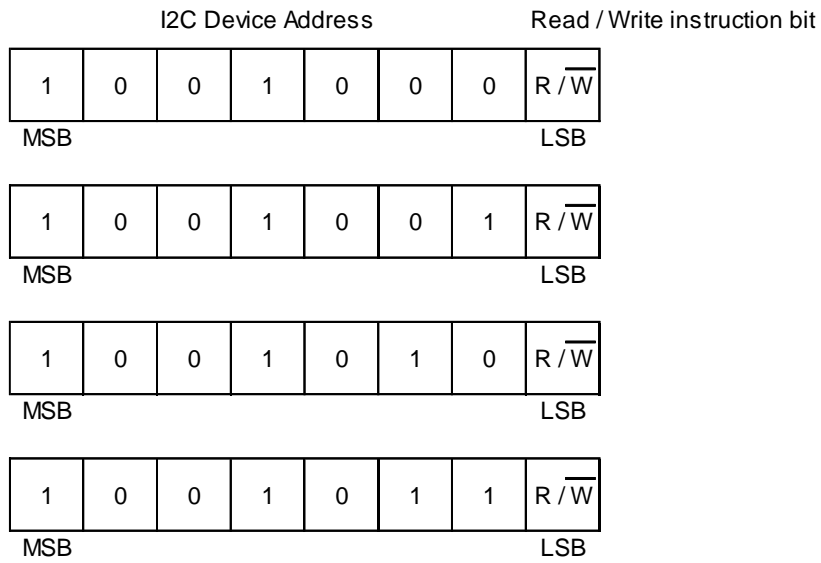 I2C Device Address Read / Write instruction bit
1 0 0 1 0 0 0 R / W
MSB LSB
1 0 0 1 0 0 1 R / W
MSB LSB
1 0 0 1 0 1 0 R / W
MSB LSB
1 0 0 1 0 1 1 R / W
MSB LSB